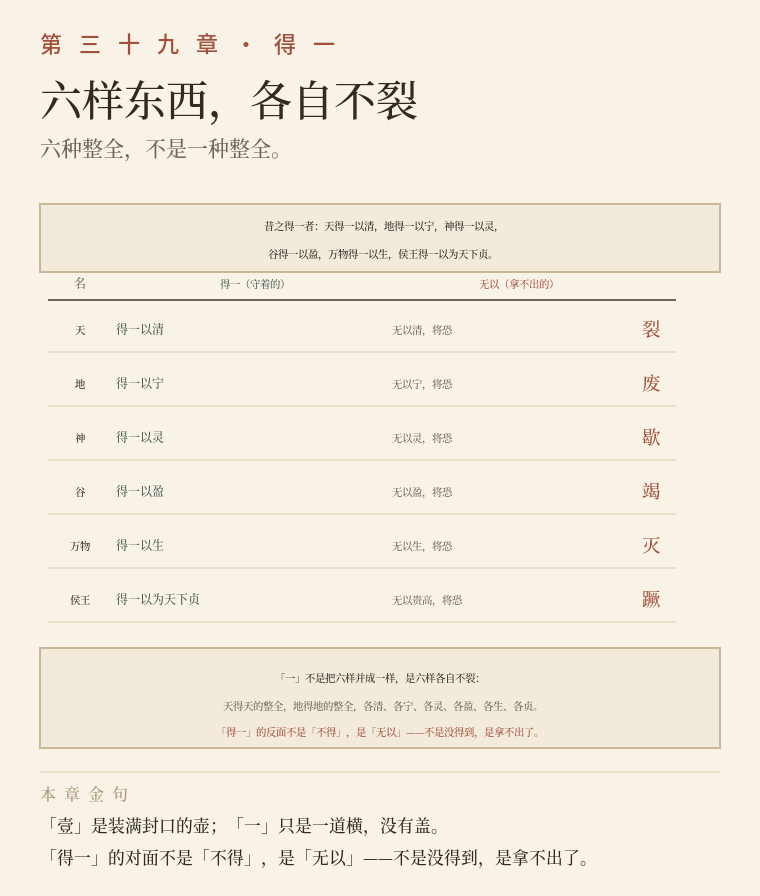 第三十九章·得一
六样东西，各自不裂
六种整全，不是一种整全。
昔之得一者：天得一以清，地得一以宁，神得一以灵，
谷得一以盈，万物得一以生，侯王得一以为天下贞。
名 得一（守着的） 无以（拿不出的）
天 得一以清 无以清，将恐 裂
地 得一以宁 无以宁，将恐 废
神 得一以灵 无以灵，将恐 歇
谷 得一以盈 无以盈，将恐 竭
万物 得一以生 无以生，将恐 灭
侯王 得一以为天下贞 无以贵高，将恐 蹶
「一」不是把六样并成一样，是六样各自不裂：
天得天的整全，地得地的整全，各清、各宁、各灵、各盈、各生、各贞。
「得一」的反面不是「不得」，是「无以」——不是没得到，是拿不出了。
本章金句
「壹」是装满封口的壶；「一」只是一道横，没有盖。
「得一」的对面不是「不得」，是「无以」——不是没得到，是拿不出了。